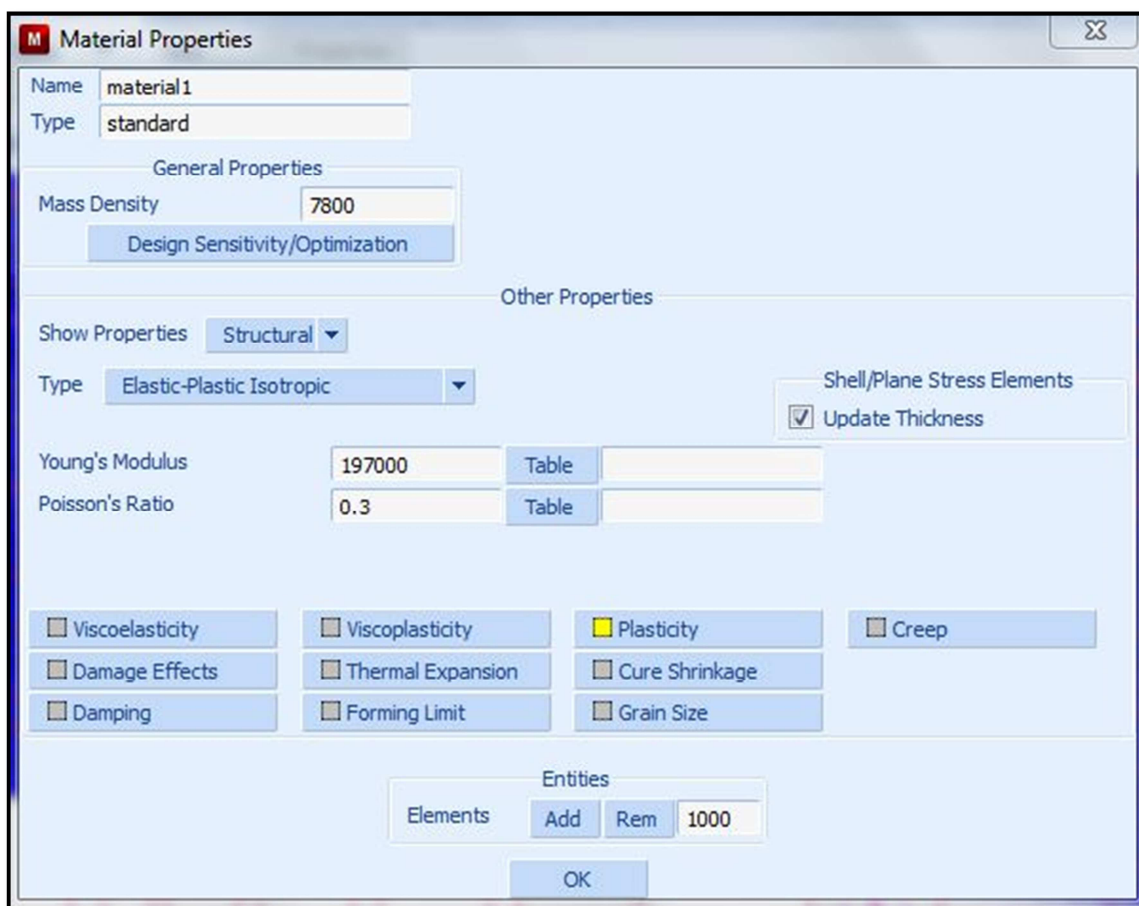 M Material Properties
Name material1
Type standard
General Properties
Mass Density 7800
Design Sensitivity/Optimization
Other Properties
Show Properties Structural
Type Elastic-Plastic Isotropic
Shell/Plane Stress Elements
Update Thickness
Young's Modulus 197000 Table
Poisson's Ratio 0.3 Table
Viscoelasticity Viscoplasticity Plasticity Creep
Damage Effects Thermal Expansion Cure Shrinkage
Damping Forming Limit Grain Size
Entities
Elements Add Rem 1000
OK